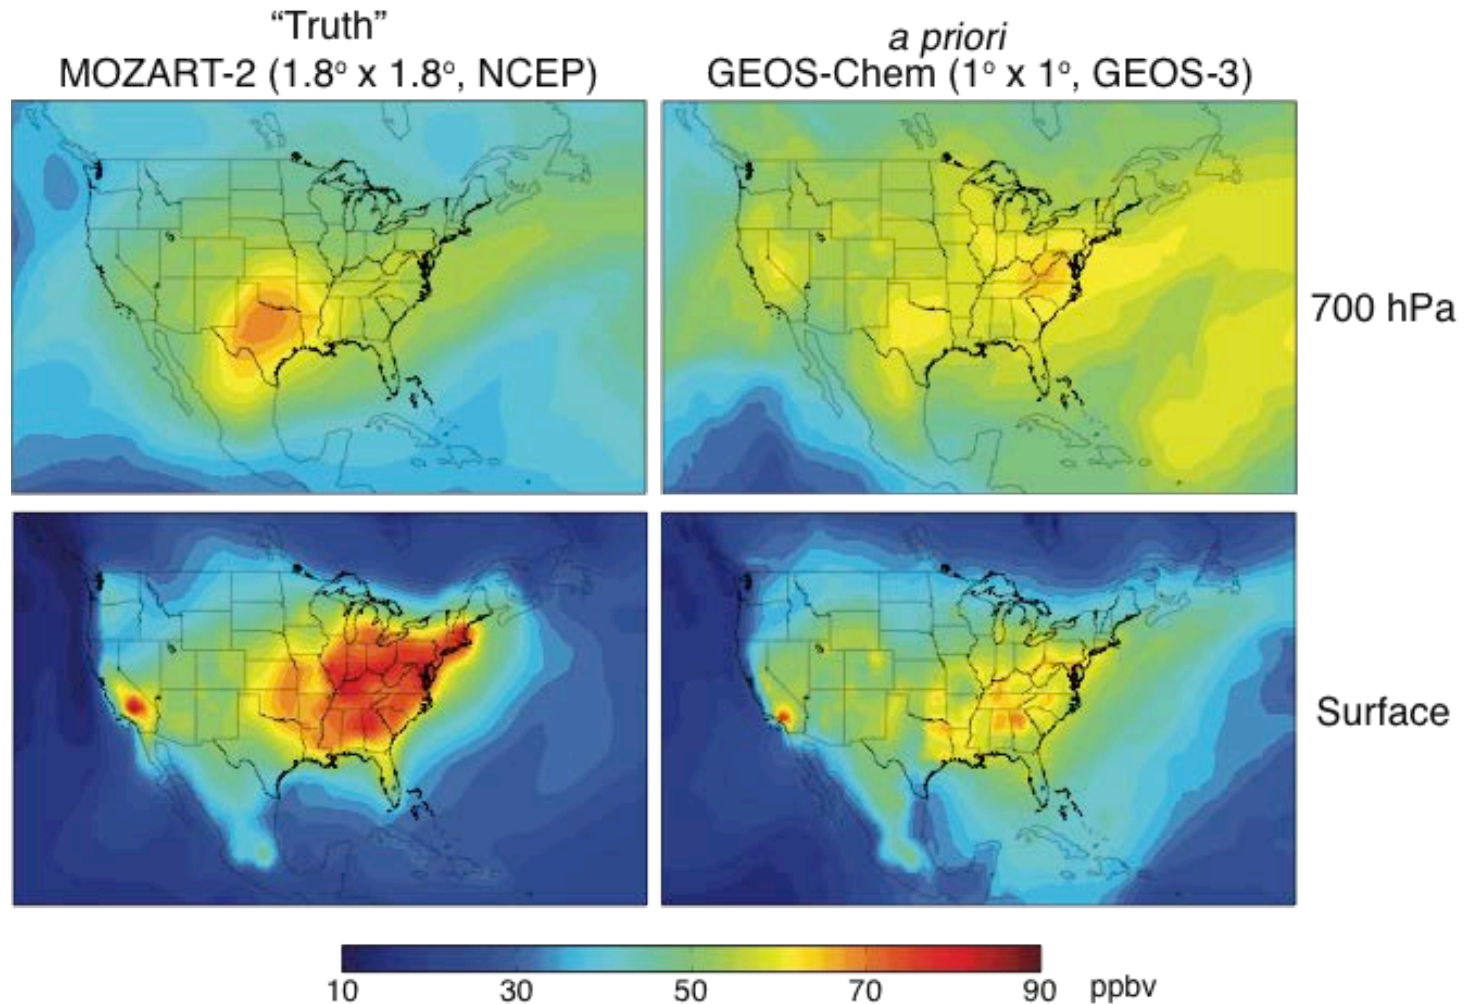 “Truth”
MOZART-2 (1.8° x 1.8°, NCEP)
a priori
GEOS-Chem (1° x 1°, GEOS-3)
700 hPa
Surface
10 30 50 70 90 ppbv